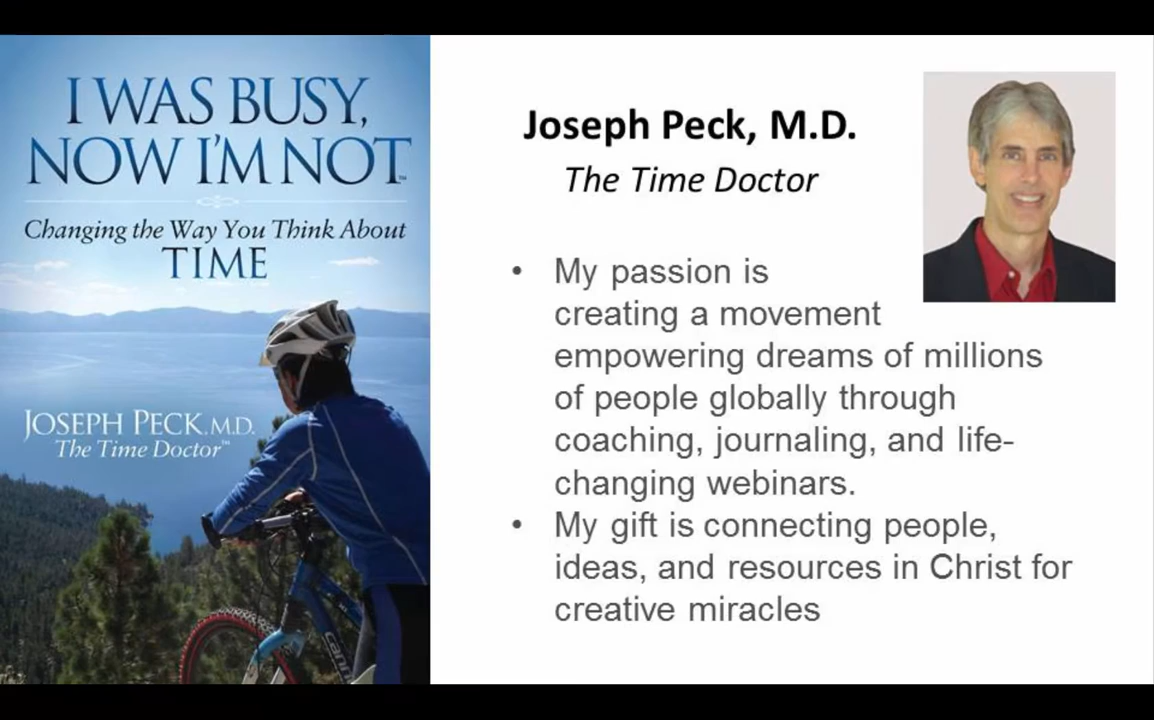 I WAS BUSY,
NOW I'M NOT™
Changing the Way You Think About
TIME
JOSEPH PECK, M.D.
The Time Doctor™
Joseph Peck, M.D.
The Time Doctor
• My passion is
creating a movement
empowering dreams of millions
of people globally through
coaching, journaling, and life-
changing webinars.
• My gift is connecting people,
ideas, and resources in Christ for
creative miracles